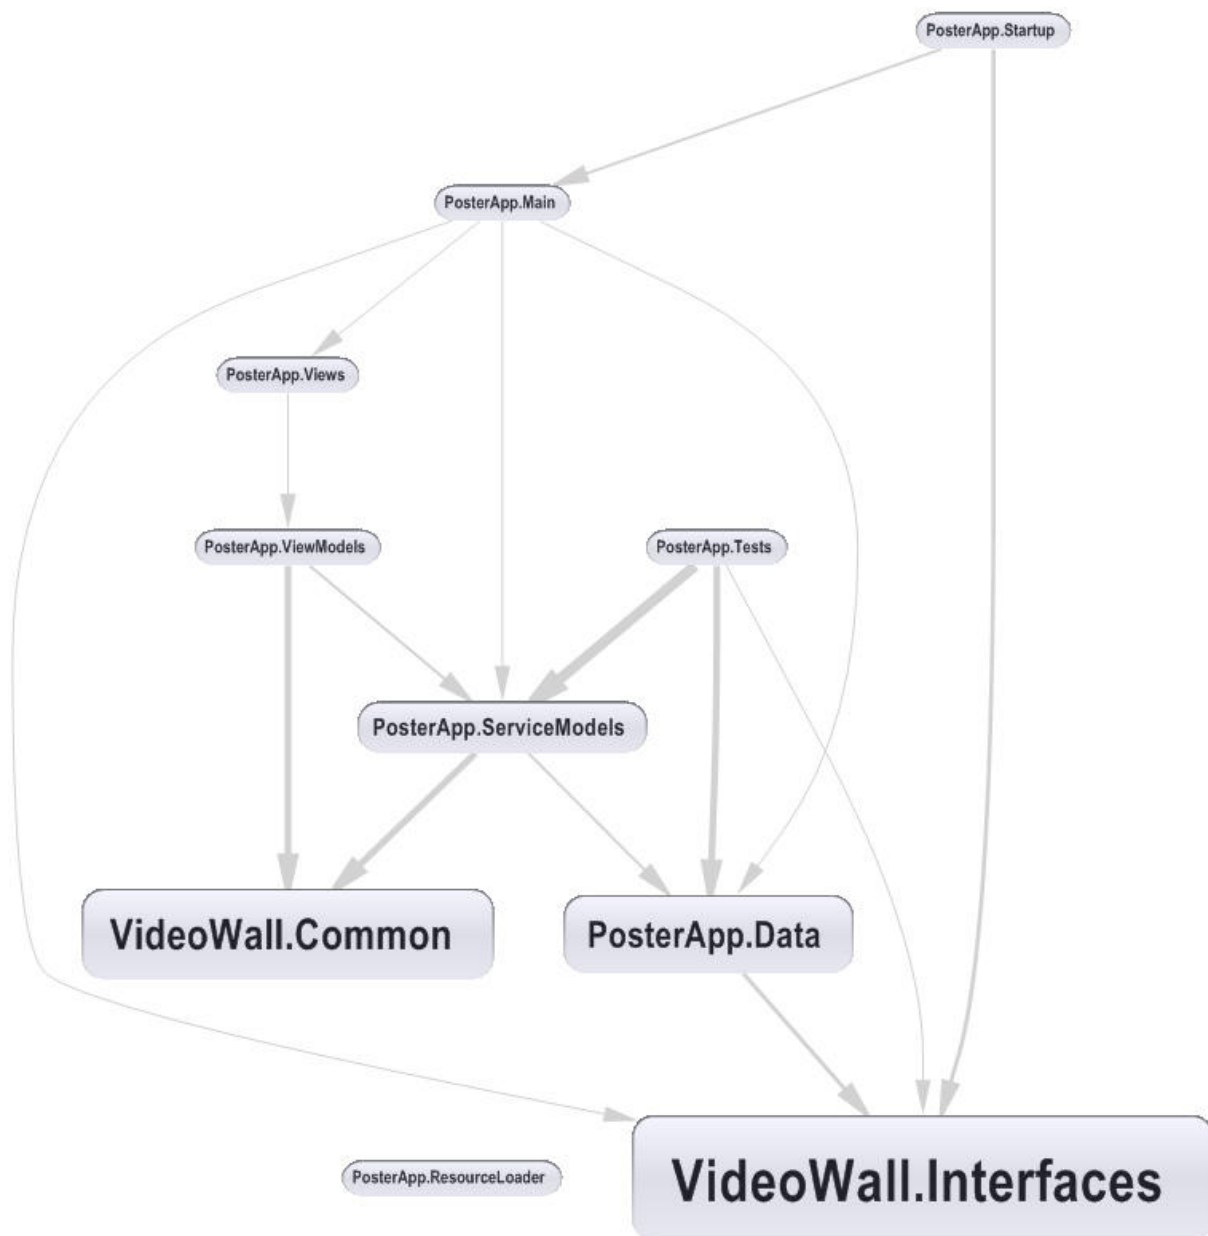 PosterApp.Startup
PosterApp.Main
PosterApp.Views
PosterApp.ViewModels
PosterApp.Tests
PosterApp.ServiceModels
VideoWall.Common
PosterApp.Data
PosterApp.ResourceLoader
VideoWall.Interfaces